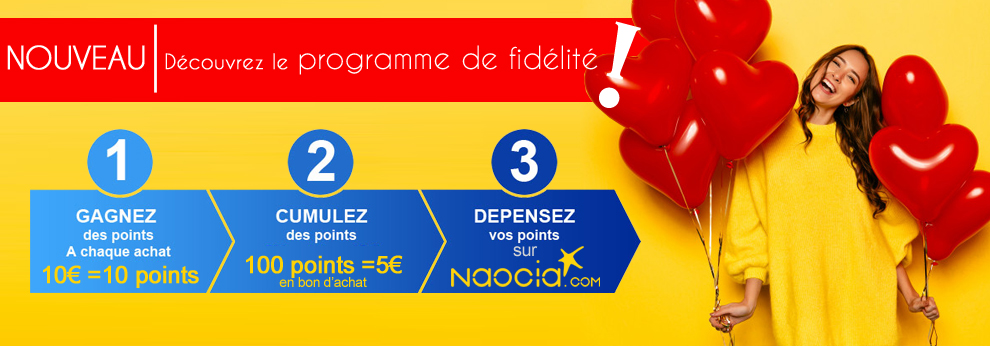 NOUVEAU Découvrez le programme de fidélité !
1
GAGNEZ
des points
A chaque achat
10€ =10 points
2
CUMULEZ
des points
100 points =5€
en bon d'achat
3
DEPENSEZ
vos points
sur
NAOCIA.COM